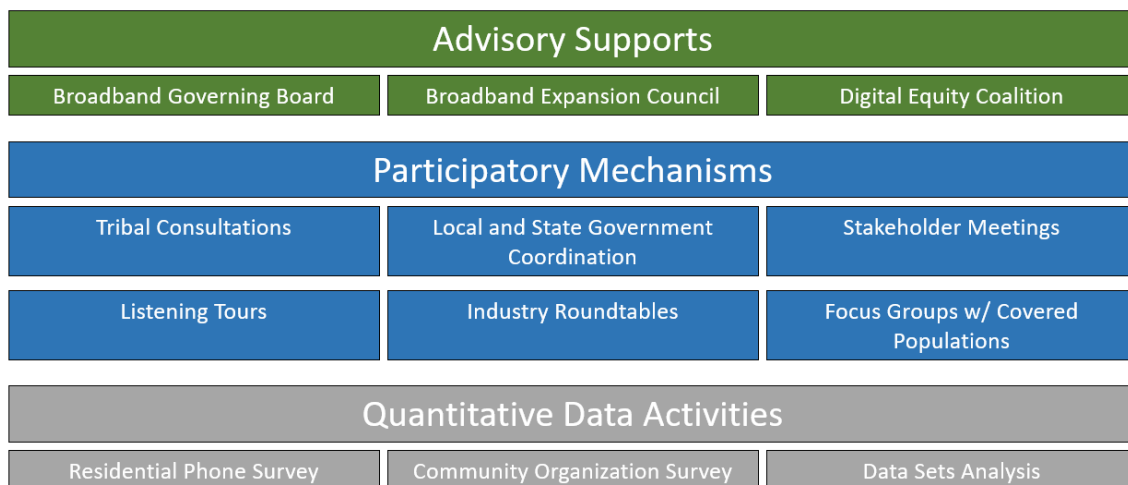 Advisory Supports
Broadband Governing Board
Broadband Expansion Council
Digital Equity Coalition
Participatory Mechanisms
Tribal Consultations
Local and State Government
Coordination
Stakeholder Meetings
Listening Tours
Industry Roundtables
Focus Groups w/ Covered
Populations
Quantitative Data Activities
Residential Phone Survey
Community Organization Survey
Data Sets Analysis